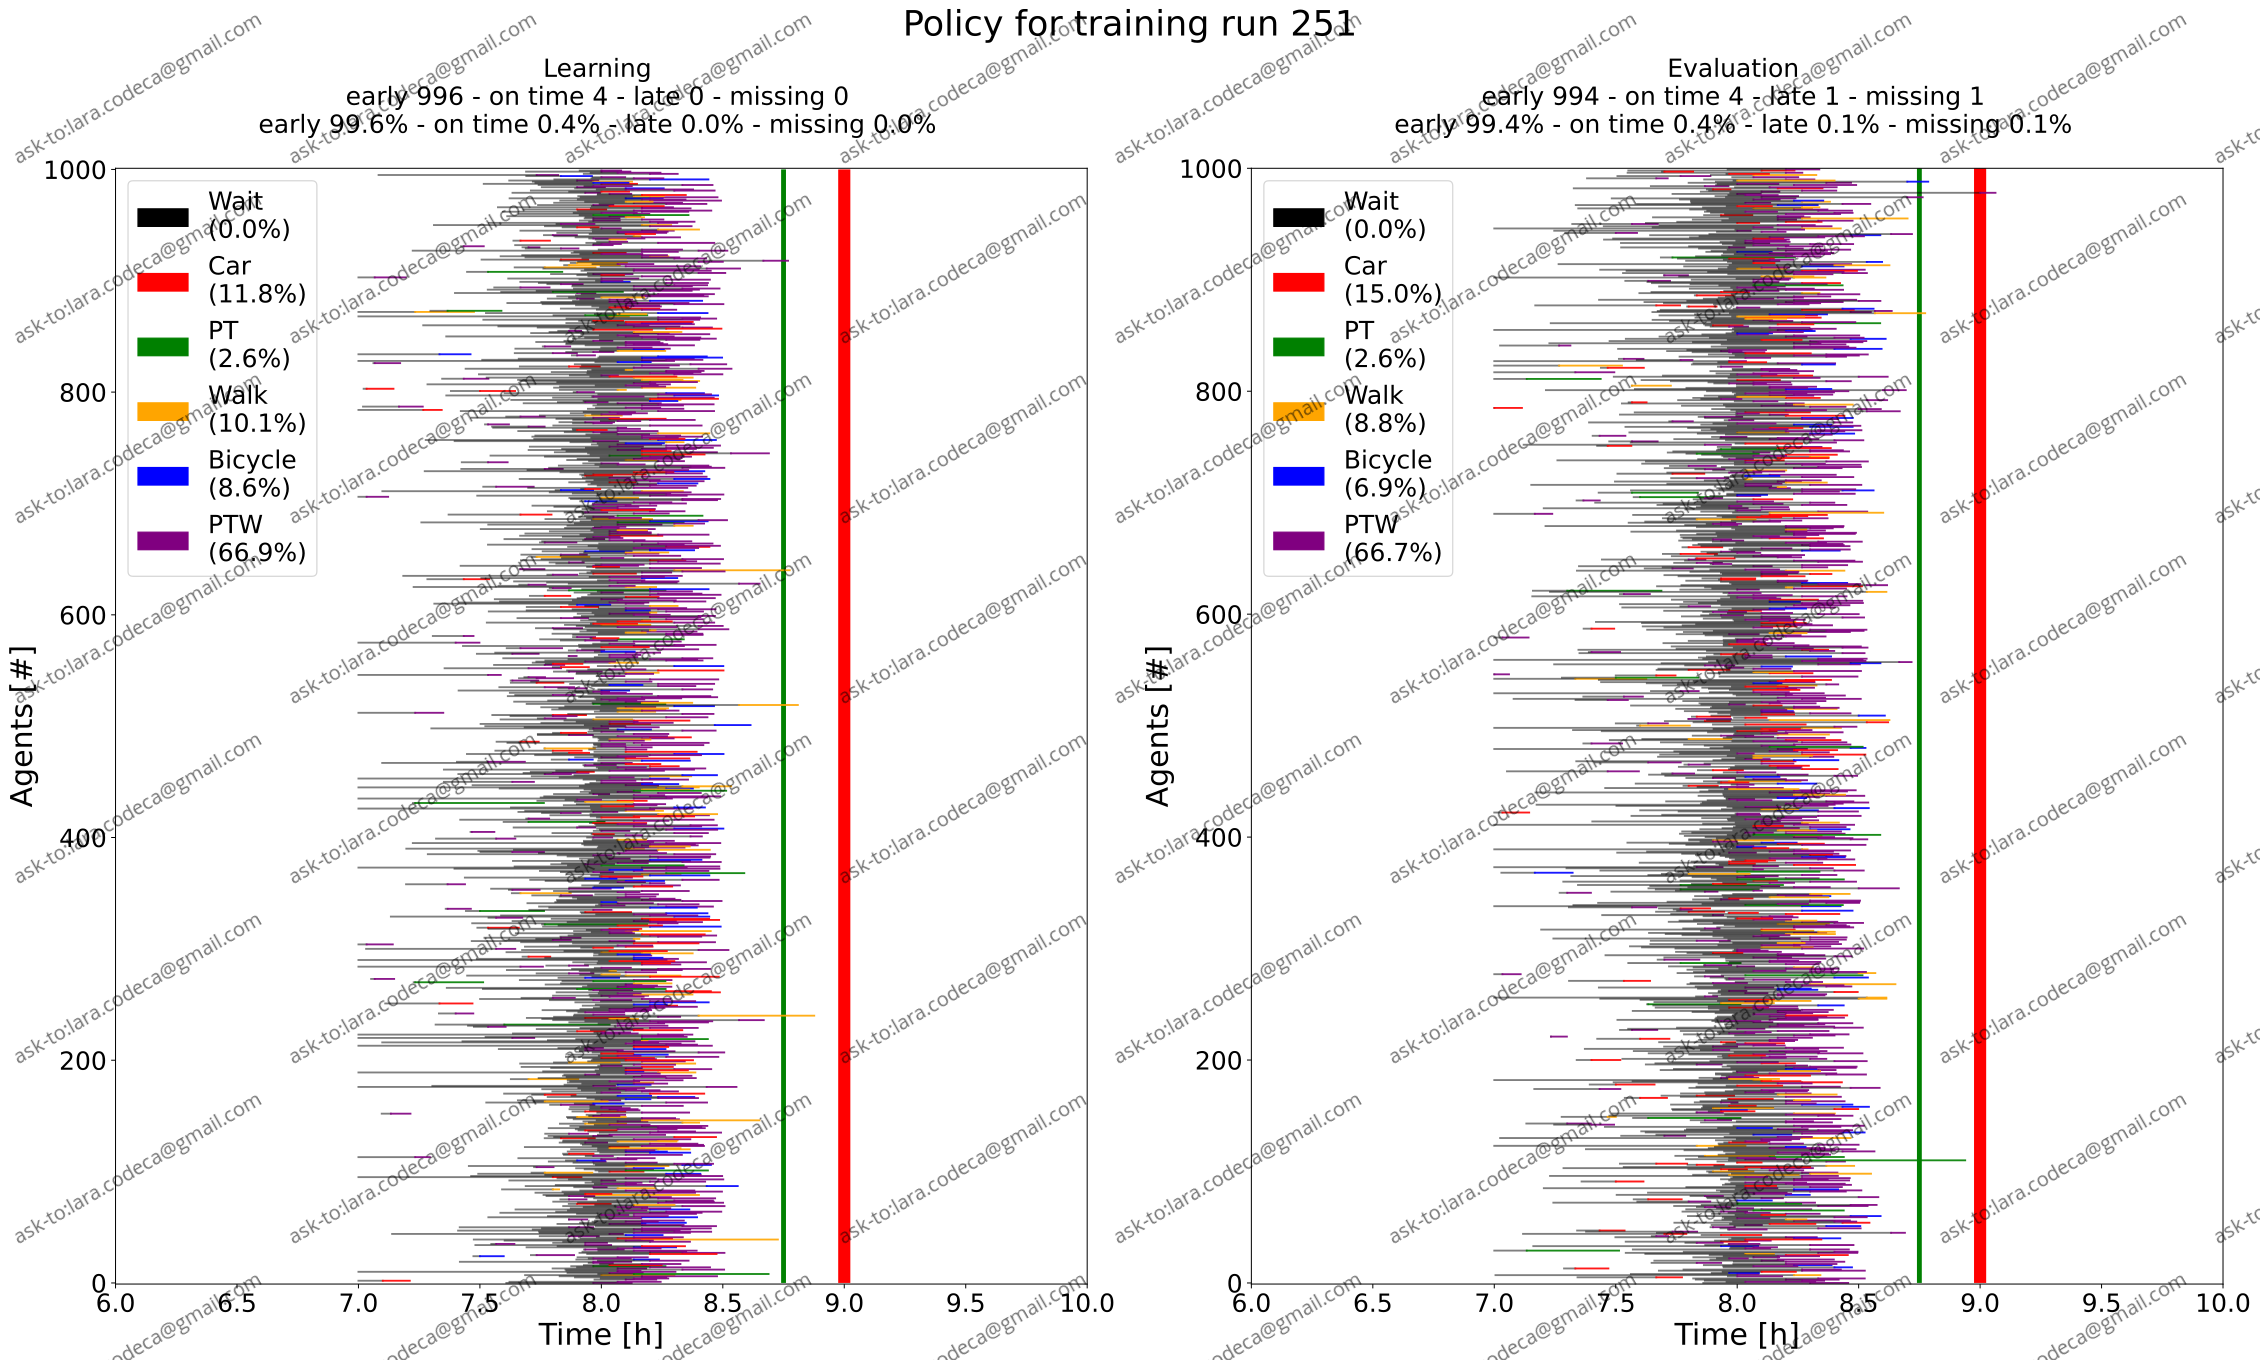 Policy for training run 251
Learning
early 996 - on time 4 - late 0 - missing 0
early 99.6% - on time 0.4% - late 0.0% - missing 0.0%
1000
800
600
400
200
0
Agents [#]
Wait
(0.0%)
Car
(11.8%)
PT
(2.6%)
Walk
(10.1%)
Bicycle
(8.6%)
PTW
(66.9%)
6.0 6.5 7.0 7.5 8.0 8.5 9.0 9.5 10.0
Time [h]
Evaluation
early 994 - on time 4 - late 1 - missing 1
early 99.4% - on time 0.4% - late 0.1% - missing 0.1%
1000
800
600
400
200
0
Agents [#]
Wait
(0.0%)
Car
(15.0%)
PT
(2.6%)
Walk
(8.8%)
Bicycle
(6.9%)
PTW
(66.7%)
6.0 6.5 7.0 7.5 8.0 8.5 9.0 9.5 10.0
Time [h]
ask-to:lara.codeca@gmail.com